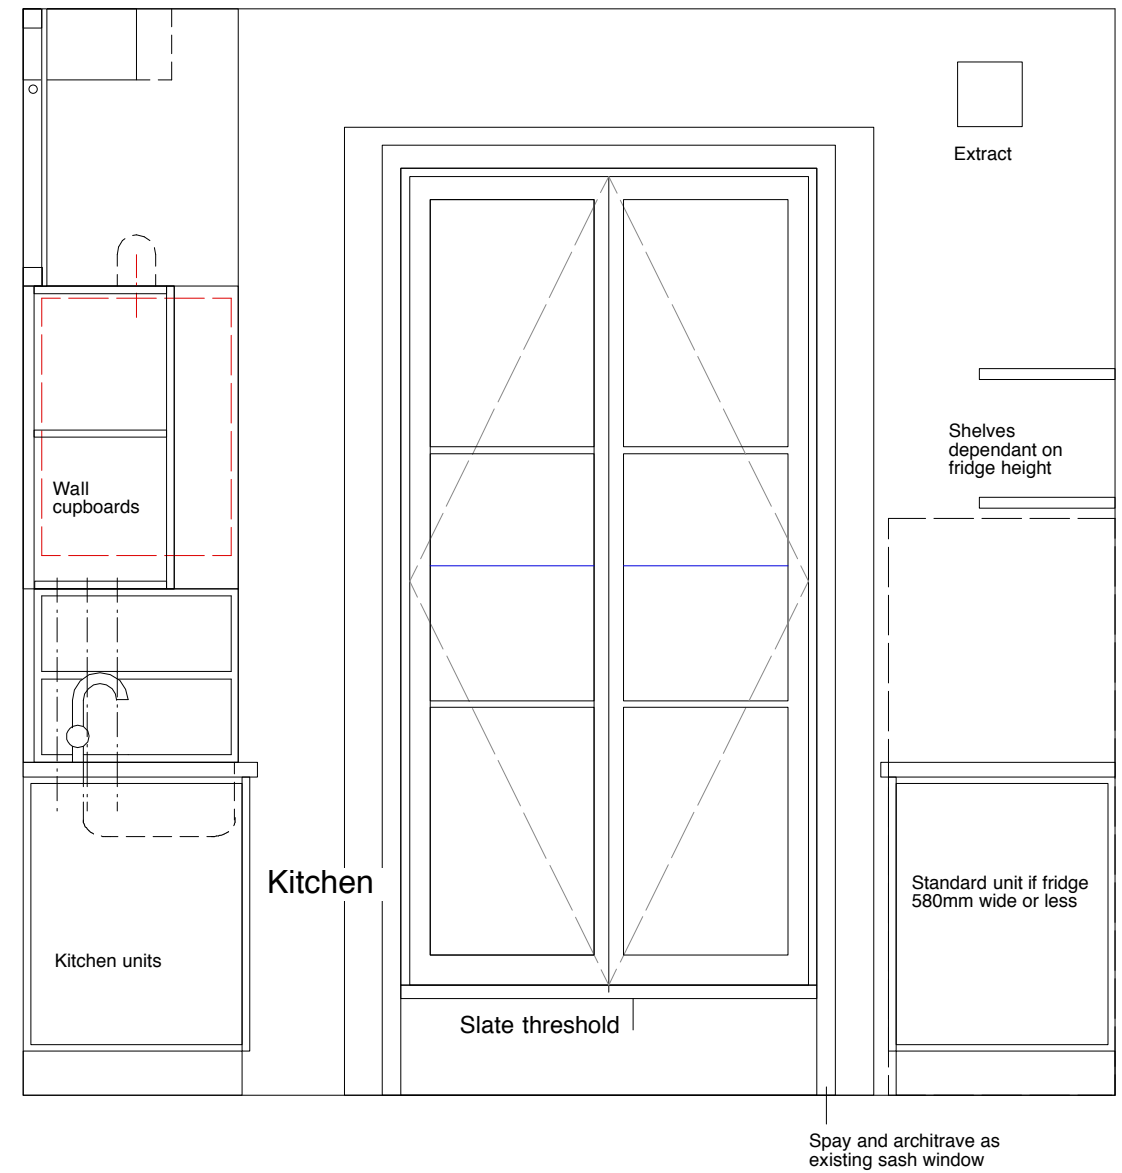 Extract
Shelves
dependant on
fridge height
Wall
cupboards
Kitchen
Standard unit if fridge
580mm wide or less
Kitchen units
Slate threshold
Spay and architrave as
existing sash window